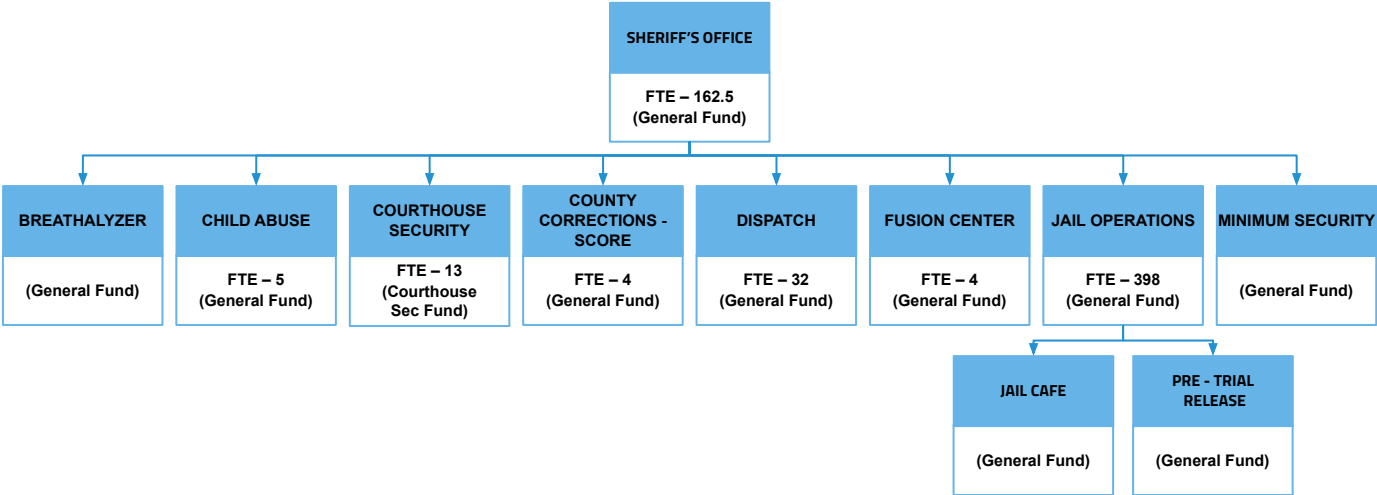 SHERIFF'S OFFICE
FTE – 162.5
(General Fund)
BREATHALYZER
(General Fund)
CHILD ABUSE
FTE – 5
(General Fund)
COURTHOUSE
SECURITY
FTE – 13
(Courthouse
Sec Fund)
COUNTY
CORRECTIONS -
SCORE
FTE – 4
(General Fund)
DISPATCH
FTE – 32
(General Fund)
FUSION CENTER
FTE – 4
(General Fund)
JAIL OPERATIONS
FTE – 398
(General Fund)
MINIMUM SECURITY
(General Fund)
JAIL CAFE
(General Fund)
PRE - TRIAL
RELEASE
(General Fund)